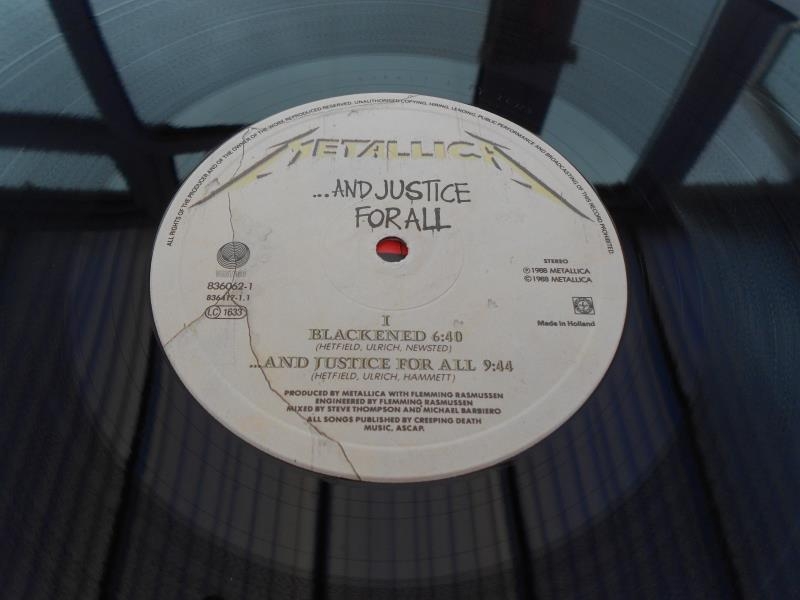 ALL RIGHTS OF THE PRODUCER AND OF THE OWNER OF THE WORK REPRODUCED RESERVED. UNAUTHORISED COPYING, HIRING, LENDING, PUBLIC PERFORMANCE AND BROADCASTING OF THIS RECORD PROHIBITED.
METALLICA
...AND JUSTICE
FOR ALL
836062-1
836417-1.1
LC 1633
STEREO
℗1988 METALLICA
©1988 METALLICA
Made in Holland
I
BLACKENED 6:40
(HETFIELD, ULRICH, NEWSTED)
...AND JUSTICE FOR ALL 9:44
(HETFIELD, ULRICH, HAMMETT)
PRODUCED BY METALLICA WITH FLEMMING RASMUSSEN
ENGINEERED BY FLEMMING RASMUSSEN
MIXED BY STEVE THOMPSON AND MICHAEL BARBIERO
ALL SONGS PUBLISHED BY CREEPING DEATH
MUSIC, ASCAP.